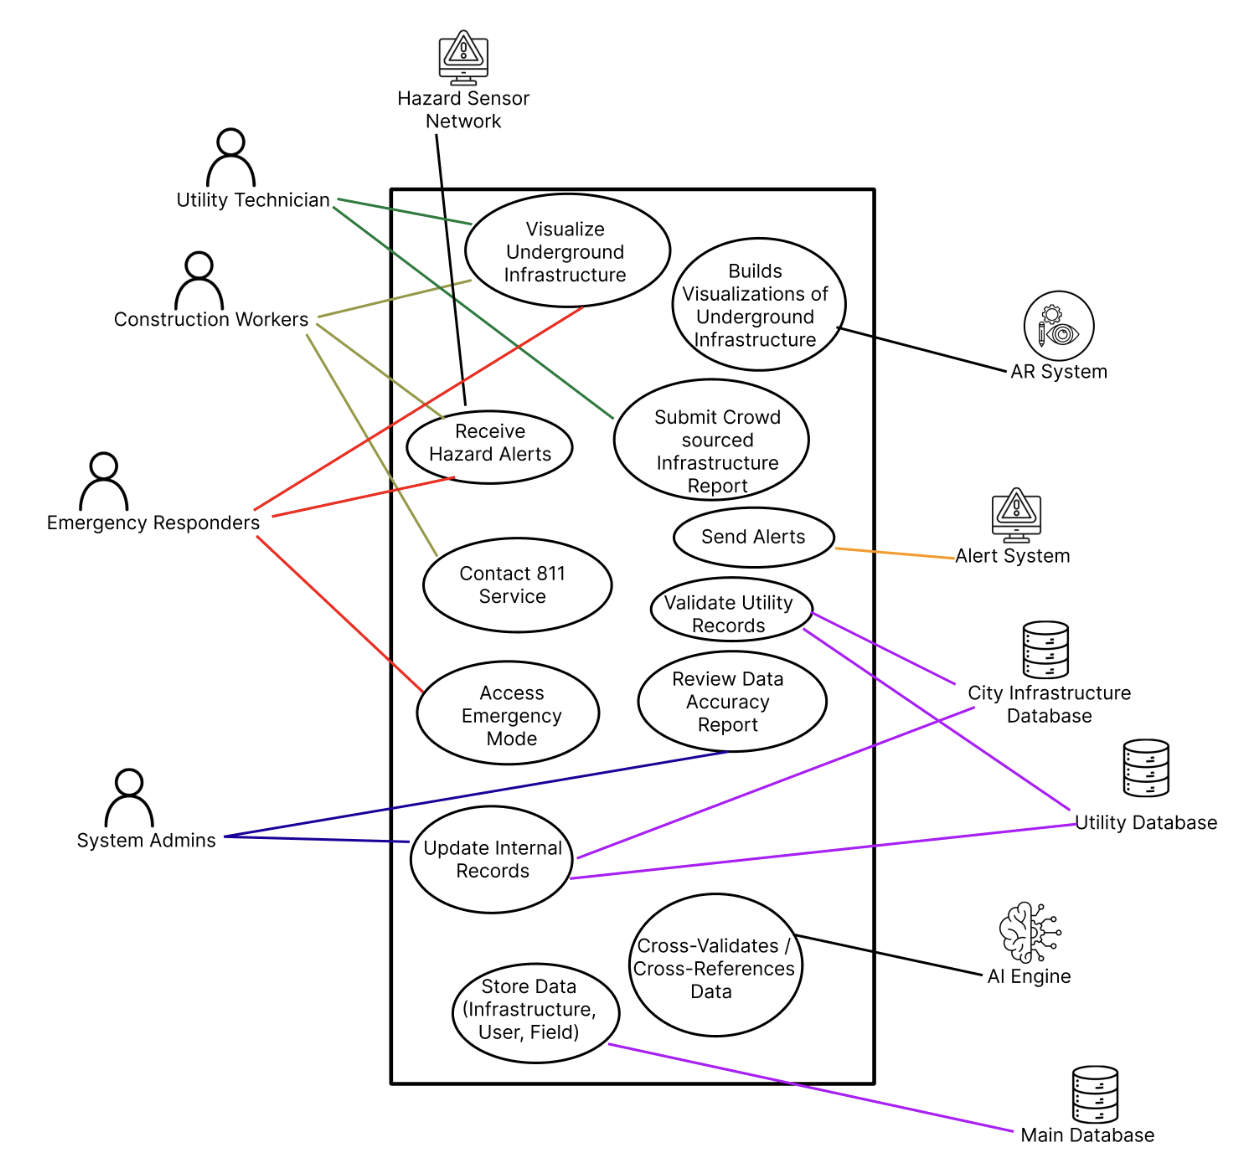 Hazard Sensor
Network
Utility Technician
Construction Workers
Emergency Responders
System Admins
Visualize
Underground
Infrastructure
Builds
Visualizations of
Underground
Infrastructure
Receive
Hazard Alerts
Submit Crowd
sourced
Infrastructure
Report
Send Alerts
Contact 811
Service
Validate Utility
Records
Access
Emergency
Mode
Review Data
Accuracy
Report
Update Internal
Records
Cross-Validates /
Cross-References
Data
Store Data
(Infrastructure,
User, Field)
AR System
Alert System
City Infrastructure
Database
Utility Database
AI Engine
Main Database